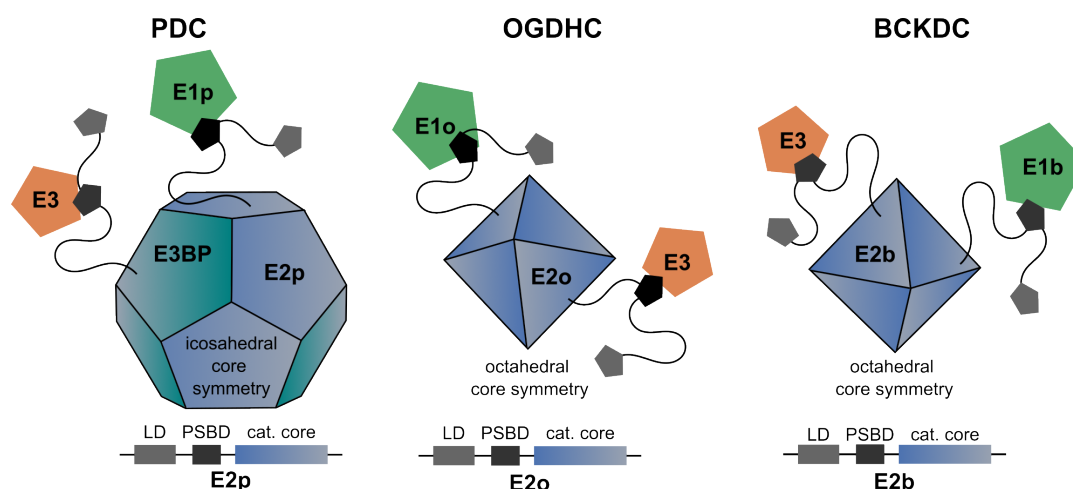 PDC
E1p
E3
E3BP
E2p
icosahedral
core
symmetry
LD PSBD cat. core
E2p
OGDHC
E1o
E2o
E3
octahedral
core symmetry
LD PSBD cat. core
E2o
BCKDC
E3
E1b
E2b
octahedral
core symmetry
LD PSBD cat. core
E2b